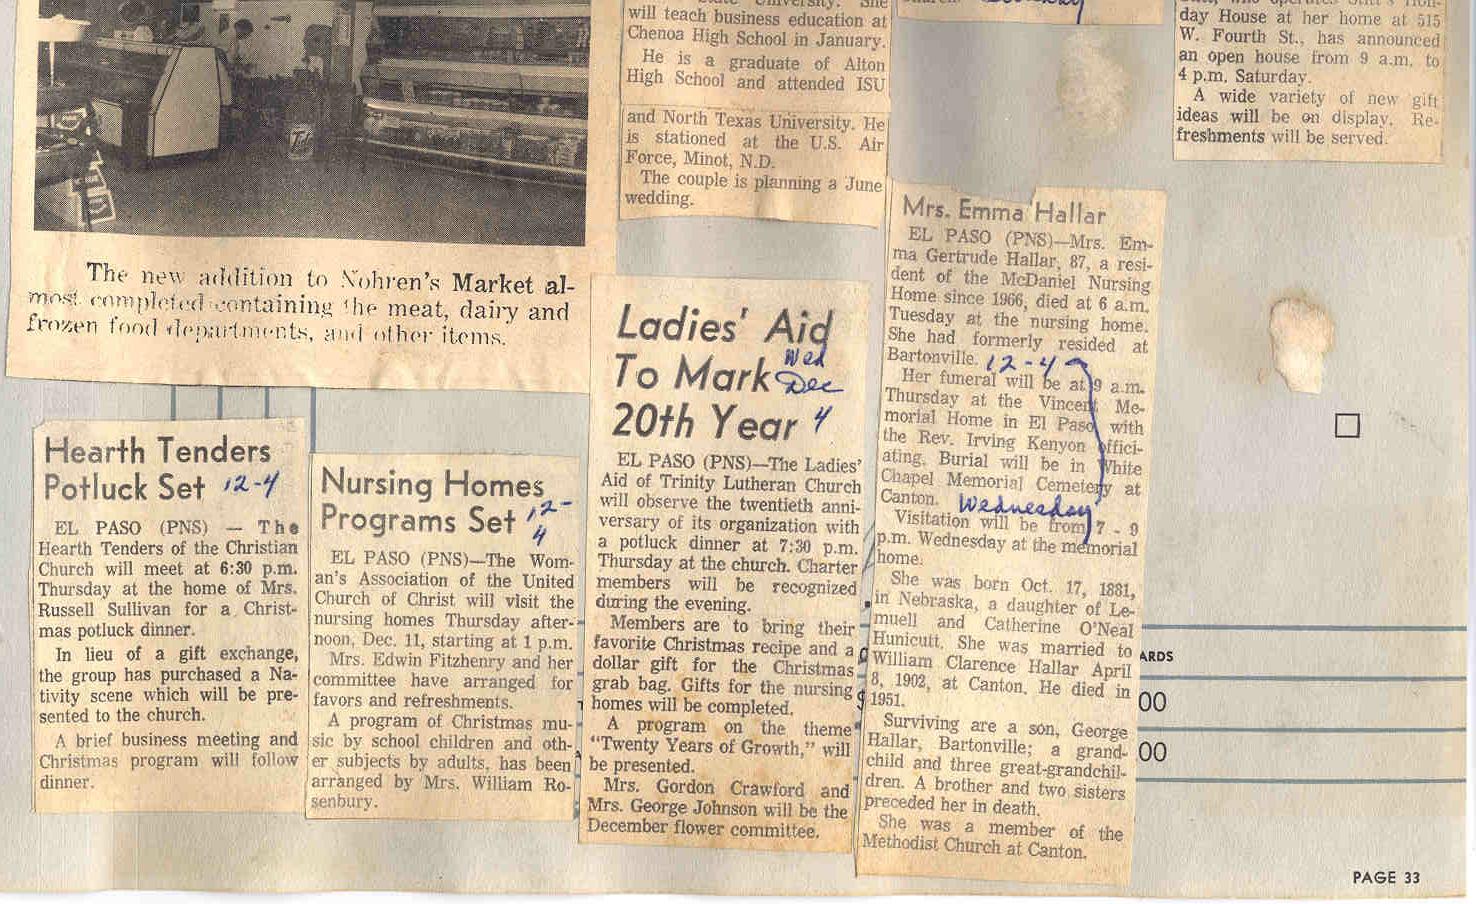 The new addition to Nohren's Market al-
most completed containing the meat, dairy and
frozen food departments, and other items.
Hearth Tenders
Potluck Set 12-4
EL PASO (PNS) — The
Hearth Tenders of the Christian
Church will meet at 6:30 p.m.
Thursday at the home of Mrs.
Russell Sullivan for a Christ-
mas potluck dinner.
In lieu of a gift exchange,
the group has purchased a Na-
tivity scene which will be pre-
sented to the church.
A brief business meeting and
Christmas program will follow
dinner.
Nursing Homes
Programs Set 12-
4
EL PASO (PNS)—The Wom-
an's Association of the United
Church of Christ will visit the
nursing homes Thursday after-
noon, Dec. 11, starting at 1 p.m.
Mrs. Edwin Fitzhenry and her
committee have arranged for
favors and refreshments.
A program of Christmas mu-
sic by school children and oth-
er subjects by adults, has been
arranged by Mrs. William Ro-
senbury.
State University. She
will teach business education at
Chenoa High School in January.
He is a graduate of Alton
High School and attended ISU
and North Texas University. He
is stationed at the U.S. Air
Force, Minot, N.D.
The couple is planning a June
wedding.
Ladies' Aid
To Mark Wed
Dec
20th Year 4
EL PASO (PNS)—The Ladies'
Aid of Trinity Lutheran Church
will observe the twentieth anni-
versary of its organization with
a potluck dinner at 7:30 p.m.
Thursday at the church. Charter
members will be recognized
during the evening.
Members are to bring their
favorite Christmas recipe and a
dollar gift for the Christmas
grab bag. Gifts for the nursing
homes will be completed.
A program on the theme
"Twenty Years of Growth," will
be presented.
Mrs. Gordon Crawford and
Mrs. George Johnson will be the
December flower committee.
Mrs. Emma Hallar
EL PASO (PNS)—Mrs. Em-
ma Gertrude Hallar, 87, a resi-
dent of the McDaniel Nursing
Home since 1966, died at 6 a.m.
Tuesday at the nursing home.
She had formerly resided at
Bartonville. 12-4
Her funeral will be at 9 a.m.
Thursday at the Vincent Me-
morial Home in El Paso with
the Rev. Irving Kenyon offici-
ating. Burial will be in White
Chapel Memorial Cemetery at
Canton. Wednesday
Visitation will be from 7 - 9
p.m. Wednesday at the memorial
home.
She was born Oct. 17, 1881,
in Nebraska, a daughter of Le-
muell and Catherine O'Neal
Hunicutt. She was married to
William Clarence Hallar April
8, 1902, at Canton. He died in
1951.
Surviving are a son, George
Hallar, Bartonville; a grand-
child and three great-grandchil-
dren. A brother and two sisters
preceded her in death.
She was a member of the
Methodist Church at Canton.
day House at her home at 515
W. Fourth St., has announced
an open house from 9 a.m. to
4 p.m. Saturday.
A wide variety of new gift
ideas will be on display. Re-
freshments will be served.
ARDS
00
00
PAGE 33